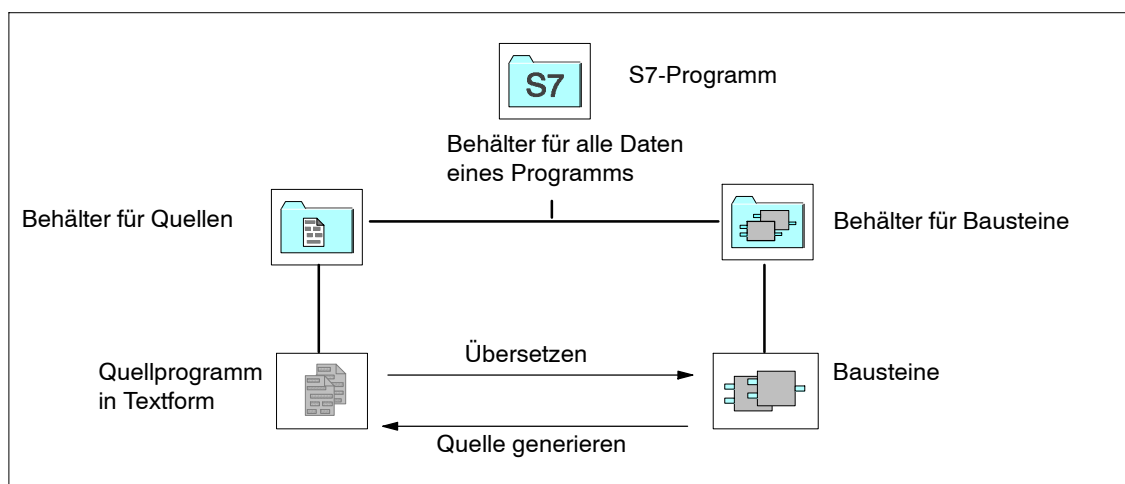 S7
S7-Programm
Behälter für alle Daten
eines Programms
Behälter für Quellen
Behälter für Bausteine
Übersetzen
Quellprogramm
in Textform
Bausteine
Quelle generieren